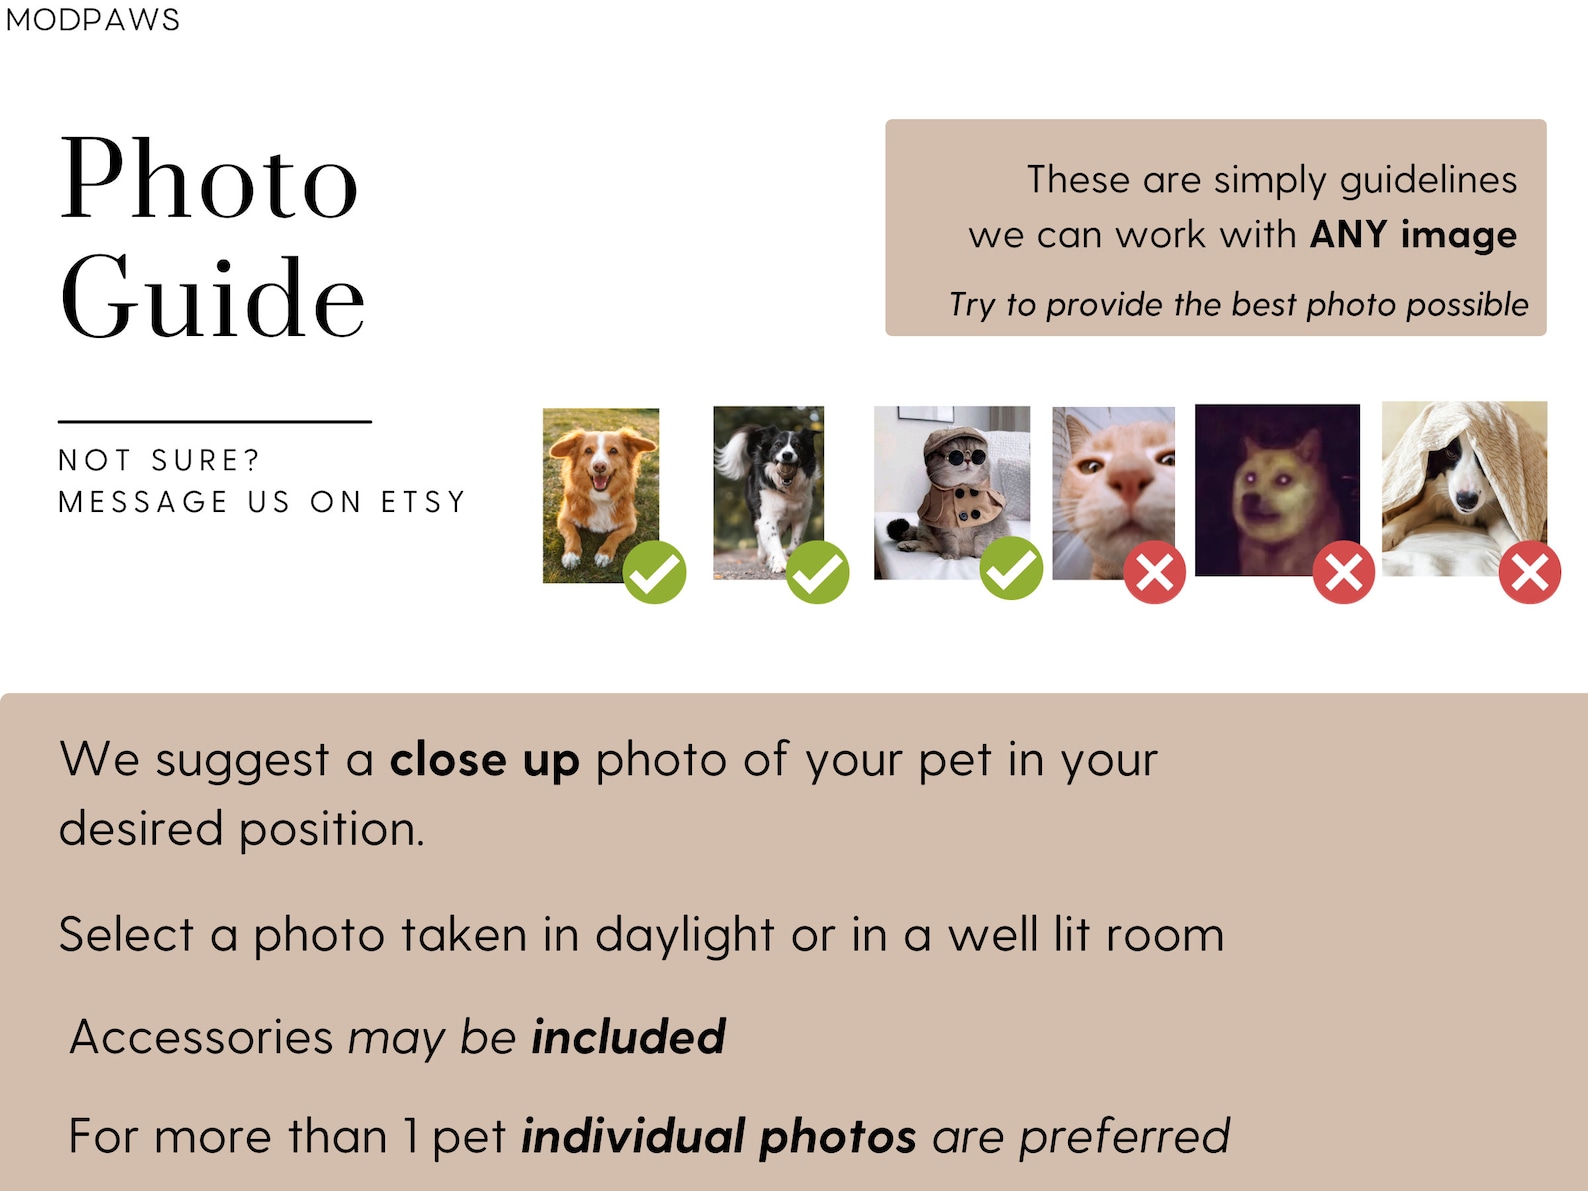 MODPAWS
Photo
Guide
These are simply guidelines
we can work with ANY image
Try to provide the best photo possible
NOT SURE?
MESSAGE US ON ETSY
We suggest a close up photo of your pet in your
desired position.
Select a photo taken in daylight or in a well lit room
Accessories may be included
For more than 1 pet individual photos are preferred